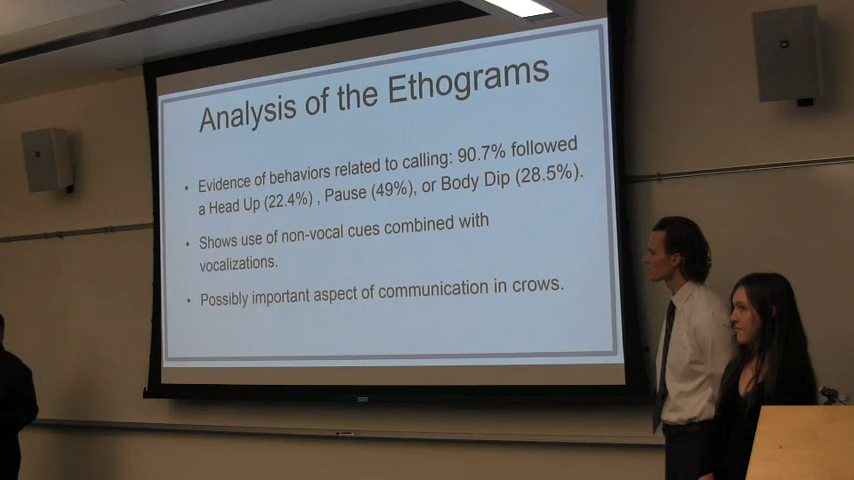 Analysis of the Ethograms
• Evidence of behaviors related to calling: 90.7% followed
a Head Up (22.4%) , Pause (49%), or Body Dip (28.5%).
• Shows use of non-vocal cues combined with
vocalizations.
• Possibly important aspect of communication in crows.